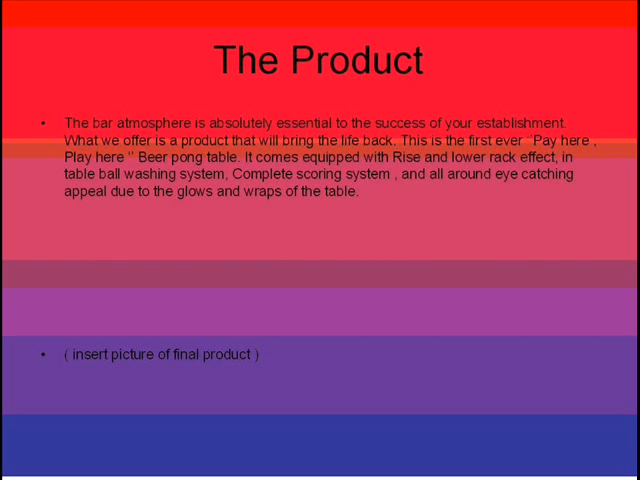 The Product
• The bar atmosphere is absolutely essential to the success of your establishment.
What we offer is a product that will bring the life back. This is the first ever ‘’Pay here ,
Play here ’’ Beer pong table. It comes equipped with Rise and lower rack effect, in
table ball washing system, Complete scoring system , and all around eye catching
appeal due to the glows and wraps of the table.
• ( insert picture of final product )